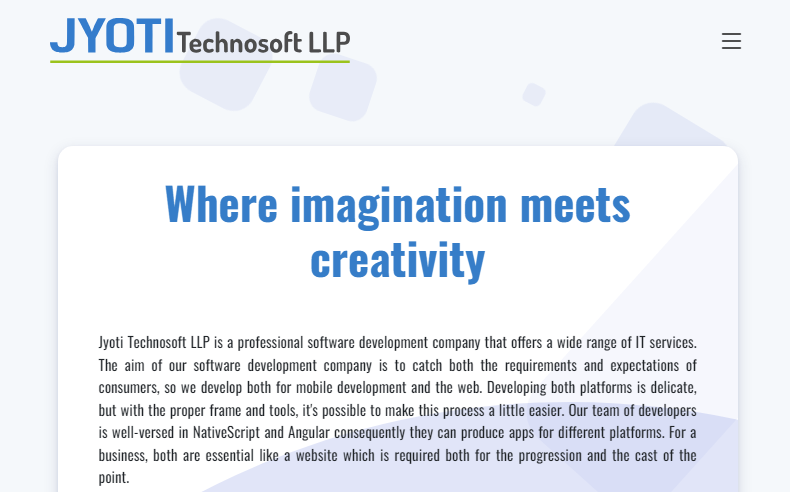 JYOTI Technosoft LLP
Where imagination meets
creativity
Jyoti Technosoft LLP is a professional software development company that offers a wide range of IT services.
The aim of our software development company is to catch both the requirements and expectations of
consumers, so we develop both for mobile development and the web. Developing both platforms is delicate,
but with the proper frame and tools, it's possible to make this process a little easier. Our team of developers
is well-versed in NativeScript and Angular consequently they can produce apps for different platforms. For a
business, both are essential like a website which is required both for the progression and the cast of the
point.